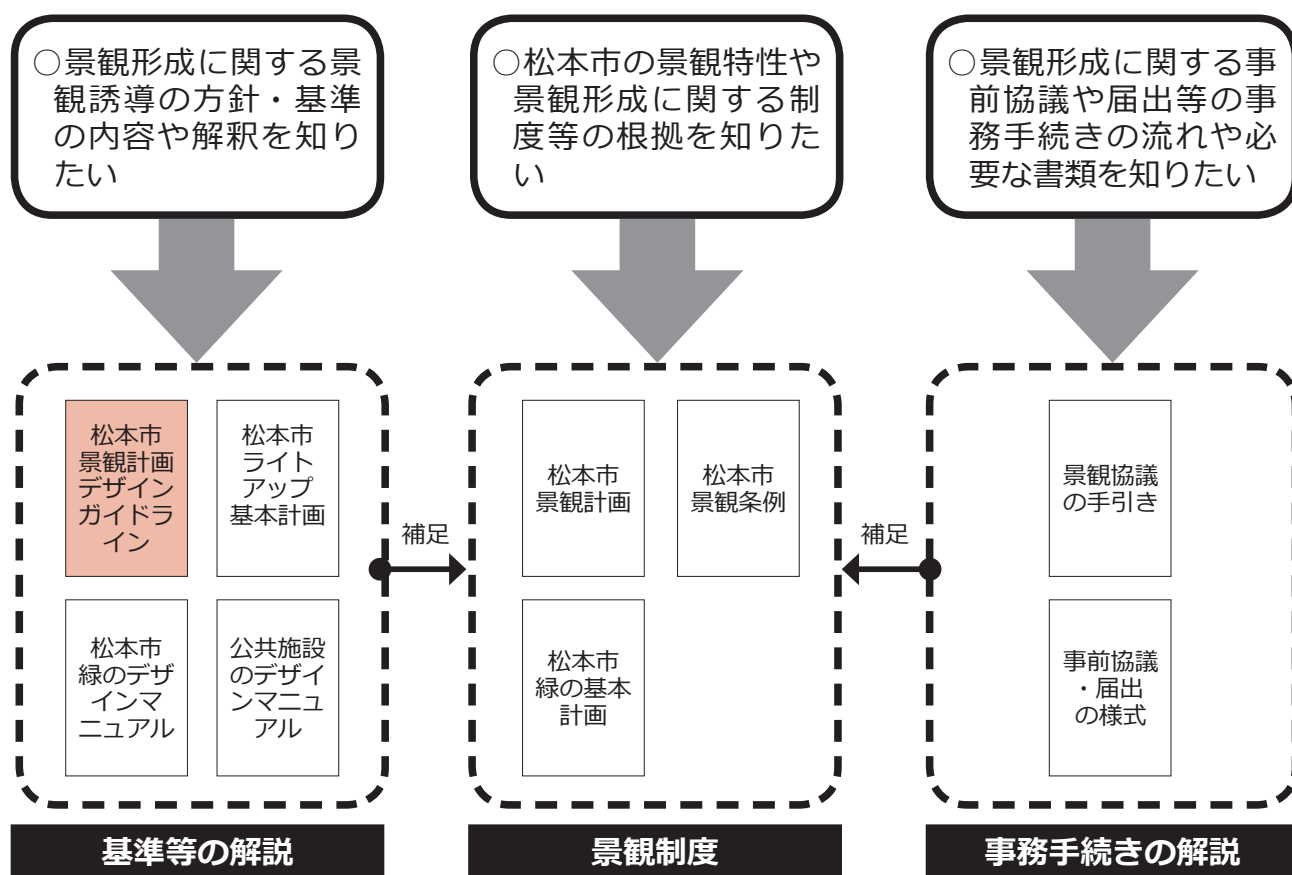 ○景観形成に関する景
観誘導の方針・基準
の内容や解釈を知り
たい
○松本市の景観特性や
景観形成に関する制
度等の根拠を知りた
い
○景観形成に関する事
前協議や届出等の事
務手続きの流れや必
要な書類を知りたい
松本市
景観計画
デザイン
ガイドラ
イン
松本市
ライト
アップ
基本計画
松本市
緑のデザ
インマ
ニュアル
公共施設
のデザイ
ンマニュ
アル
補足
松本市
景観計画
松本市
景観条例
松本市
緑の基本
計画
補足
景観協議
の手引き
事前協議
・届出
の様式
基準等の解説
景観制度
事務手続きの解説